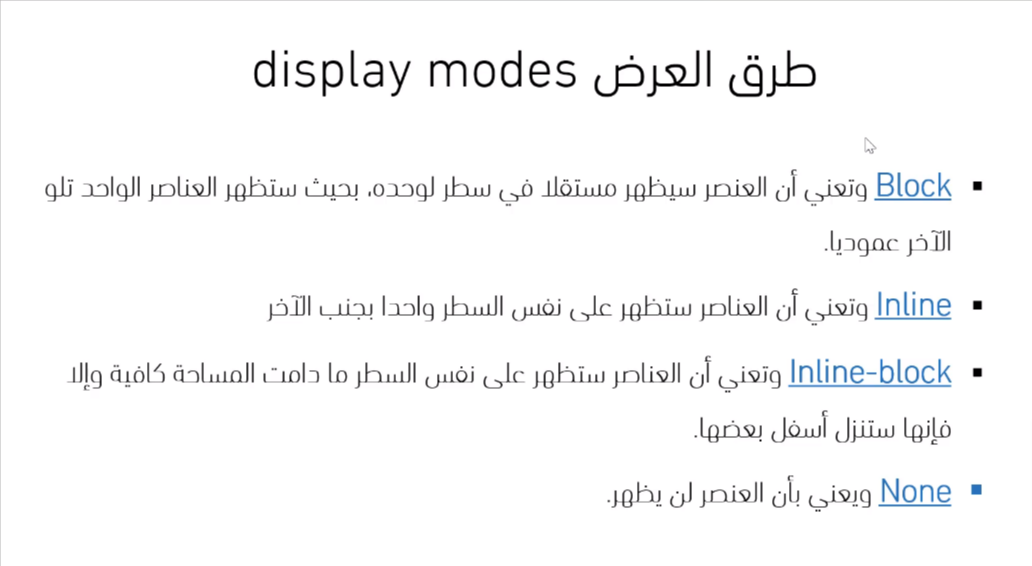 طرق العرض display modes
▪ Block وتعني أن العنصر سيظهر مستقلا في سطر لوحده، بحيث ستظهر العناصر الواحد تلو
الآخر عموديا.
▪ Inline وتعني أن العناصر ستظهر على نفس السطر واحدا بجنب الآخر
▪ Inline-block وتعني أن العناصر ستظهر على نفس السطر ما دامت المساحة كافية وإلا
فإنها ستنزل أسفل بعضها.
▪ None ويعني بأن العنصر لن يظهر.